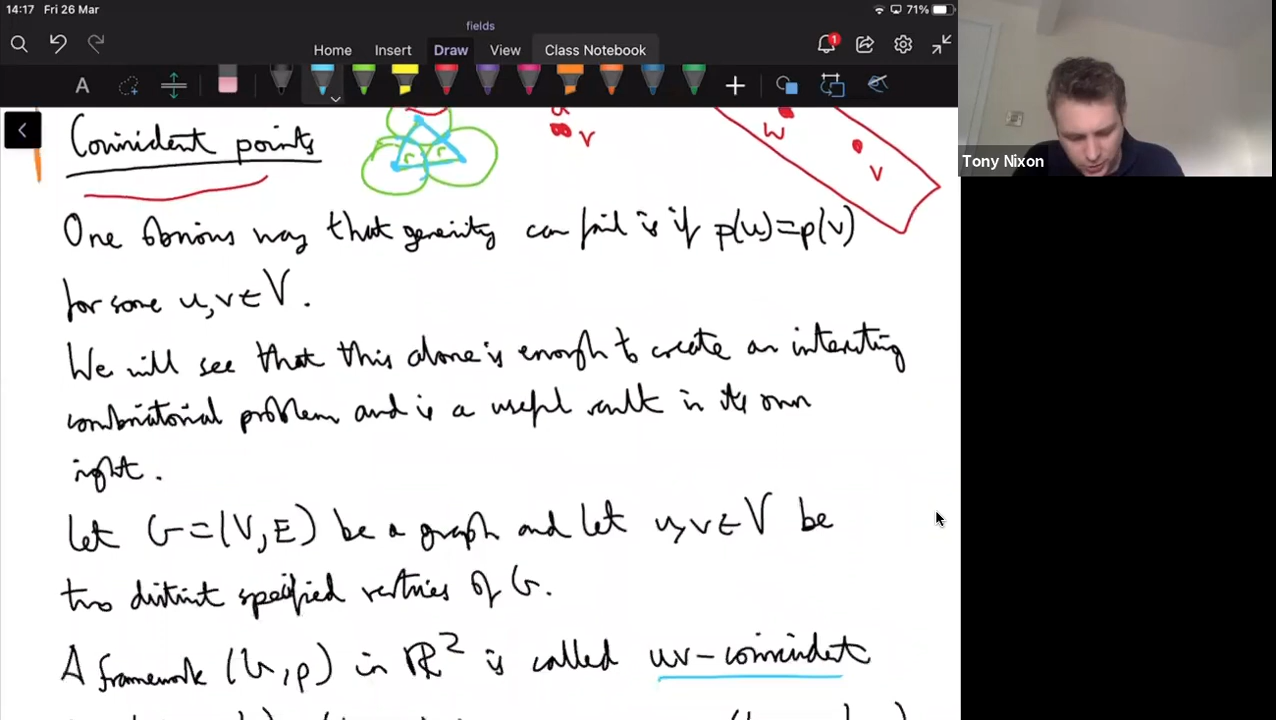 14:17 Fri 26 Mar
71%
fields
Home Insert Draw View Class Notebook
1
A
Coinident points
v
w
v
Tony Nixon
One obvious way that genericity can fail is if p(u)=p(v)
for some u,v∈V.
We will see that this alone is enough to create an interesting
combinatorial problem and is a useful result in its own
right.
Let G=(V,E) be a graph and let u,v∈V be
two distinct specified vertices of G.
A framework (G,p) in ℝ² is called uv-coincident